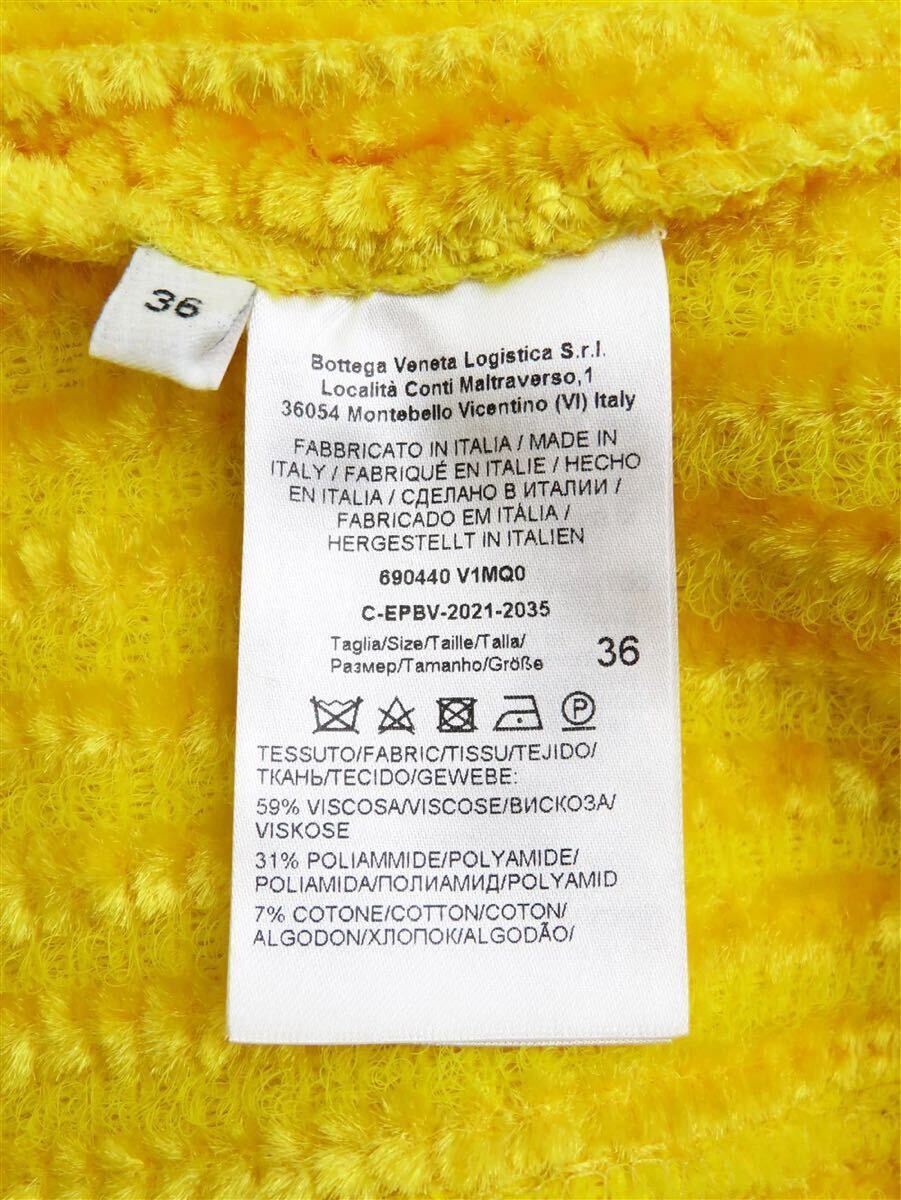 36
Bottega Veneta Logistica S.r.l.
Località Conti Maltraverso,1
36054 Montebello Vicentino (VI) Italy
FABBRICATO IN ITALIA / MADE IN
ITALY / FABRIQUÉ EN ITALIE / HECHO
EN ITALIA / СДЕЛАНО В ИТАЛИИ /
FABRICADO EM ITÀLIA /
HERGESTELLT IN ITALIEN
690440 V1MQ0
C-EPBV-2021-2035
Taglia/Size/Taille/Talla/
Размер/Tamanho/Größe 36
P
TESSUTO/FABRIC/TISSU/TEJIDO/
ТКАНЬ/TECIDO/GEWEBE:
59% VISCOSA/VISCOSE/ВИСКОЗА/
VISKOSE
31% POLIAMMIDE/POLYAMIDE/
POLIAMIDA/ПОЛИАМИД/POLYAMID
7% COTONE/COTTON/COTON/
ALGODON/ХЛОПОК/ALGODÃO/